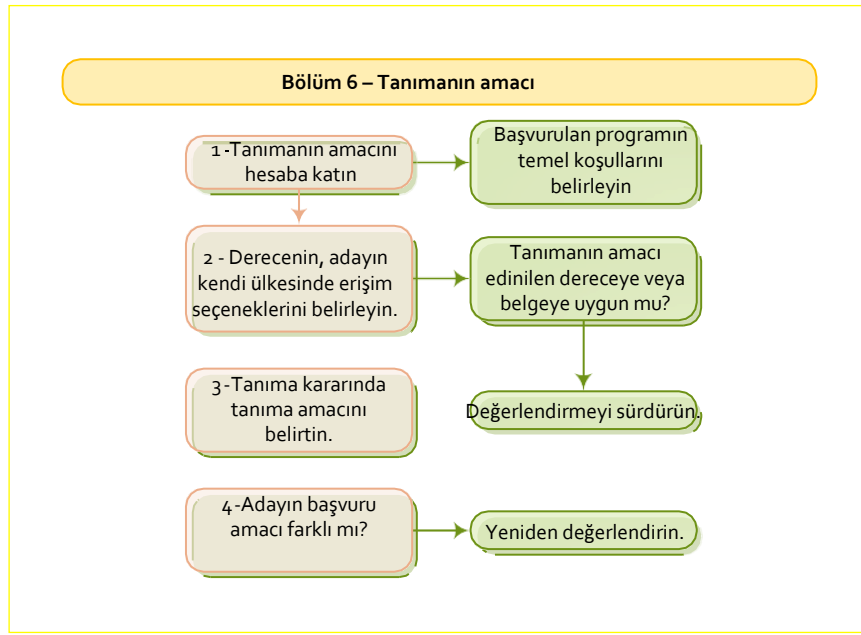 Bölüm 6 – Tanımanın amacı
1 -Tanımanın amacını
hesaba katın
Başvurulan programın
temel koşullarını
belirleyin
2 - Derecenin, adayın
kendi ülkesinde erişim
seçeneklerini belirleyin.
Tanımanın amacı
edinilen dereceye veya
belgeye uygun mu?
3-Tanıma kararında
tanıma amacını
belirtin.
Değerlendirmeyi sürdürün.
4-Adayın başvuru
amacı farklı mı?
Yeniden değerlendirin.